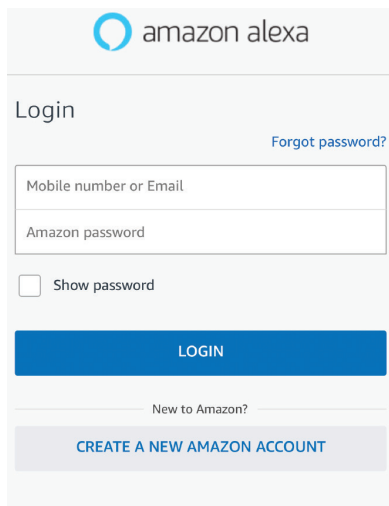 amazon alexa
Login
Forgot password?
Mobile number or Email
Amazon password
Show password
LOGIN
New to Amazon?
CREATE A NEW AMAZON ACCOUNT